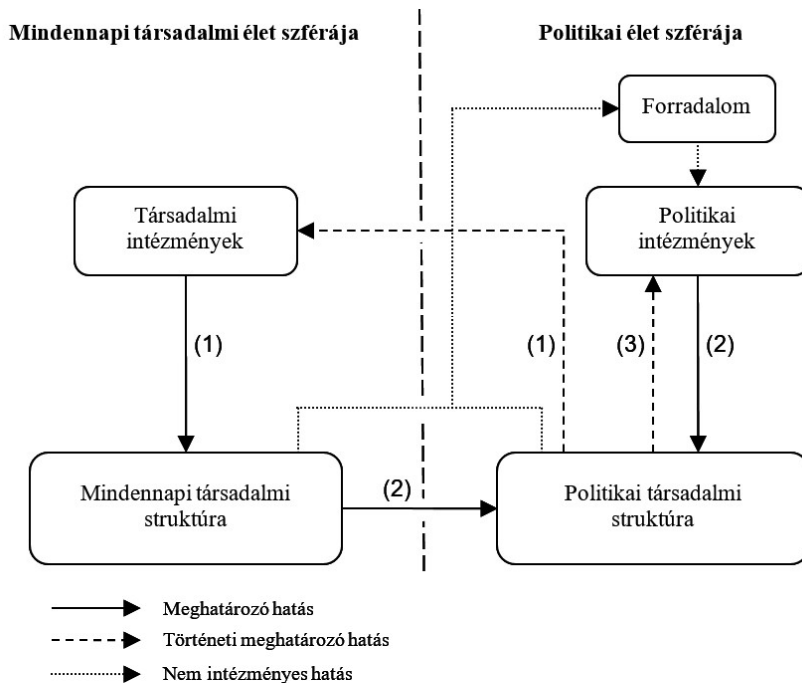 Mindennapi társadalmi élet szférája
Politikai élet szférája
Forradalom
Társadalmi
intézmények
Politikai
intézmények
(1)
(1)
(3)
(2)
Mindennapi társadalmi
struktúra
(2)
Politikai társadalmi
struktúra
Meghatározó hatás
Történeti meghatározó hatás
Nem intézményes hatás